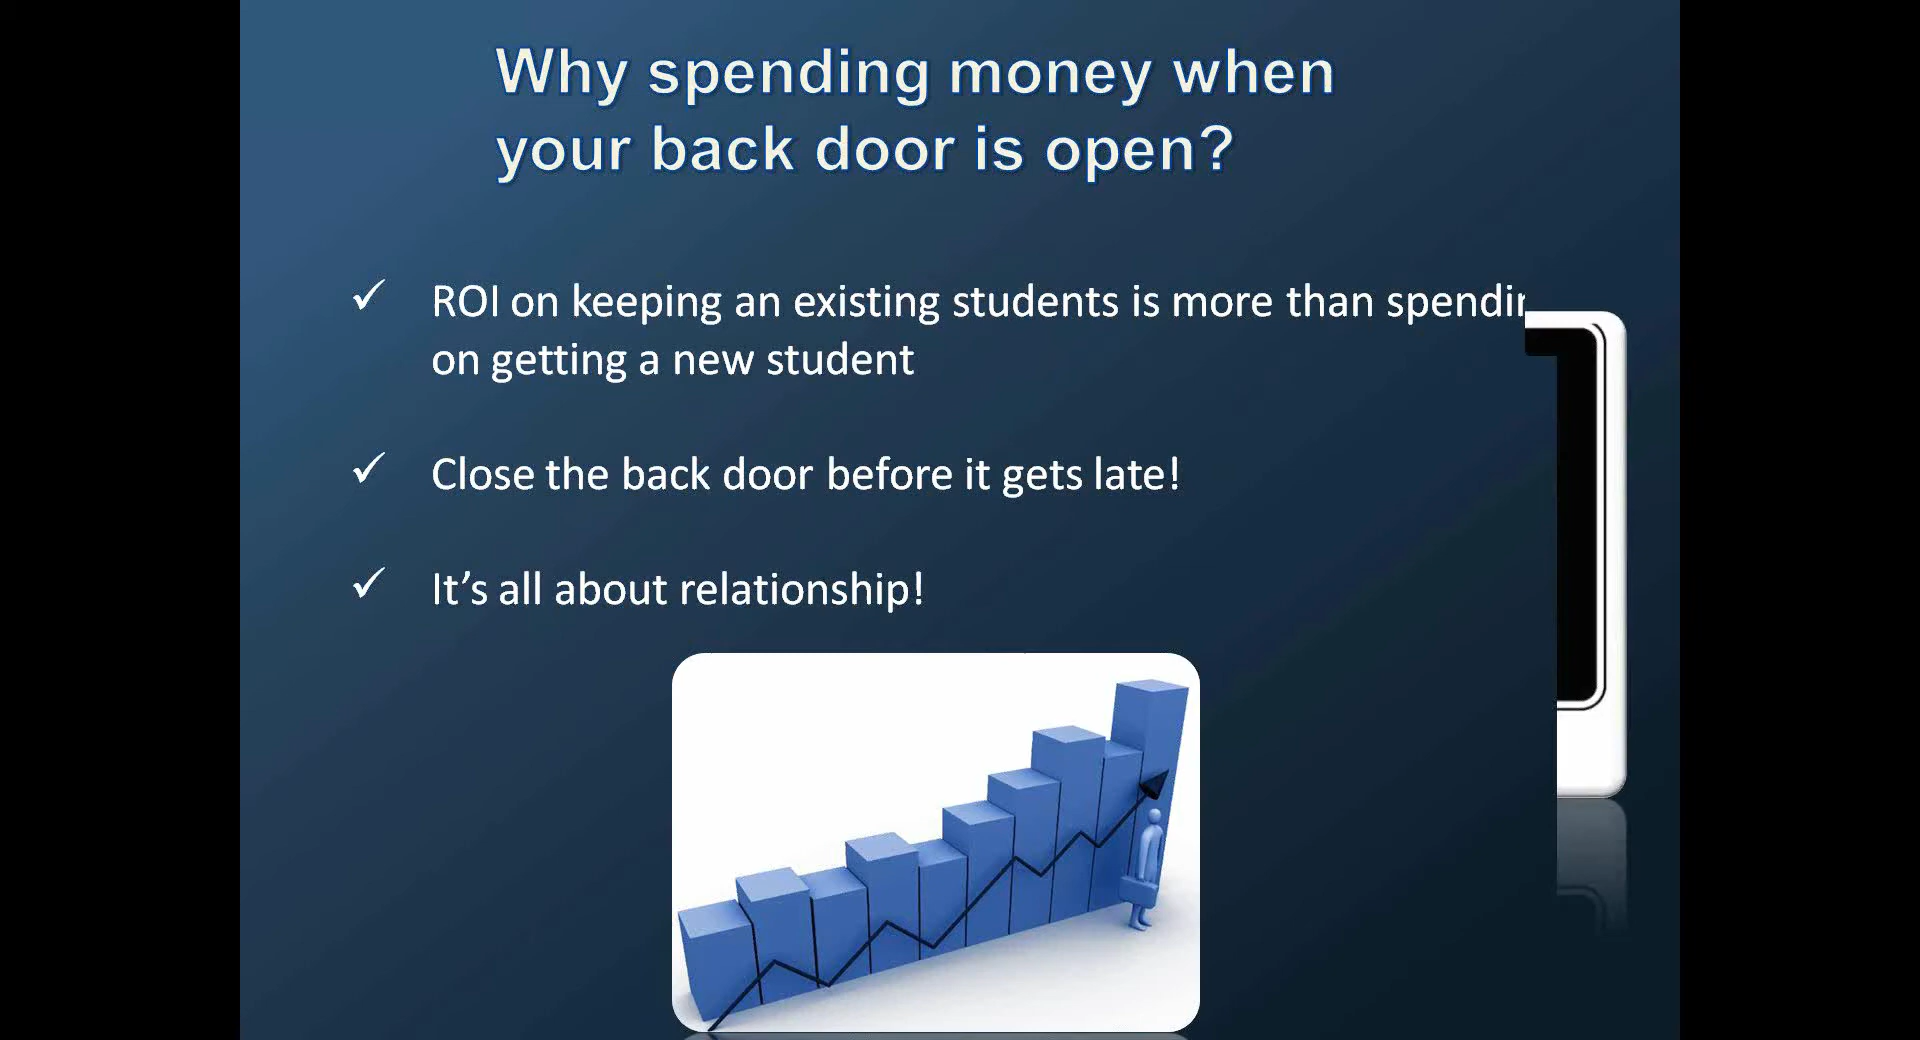 Why spending money when
your back door is open?
✓ ROI on keeping an existing students is more than
on getting a new student
✓ Close the back door before it gets late!
✓ It's all about relationship!